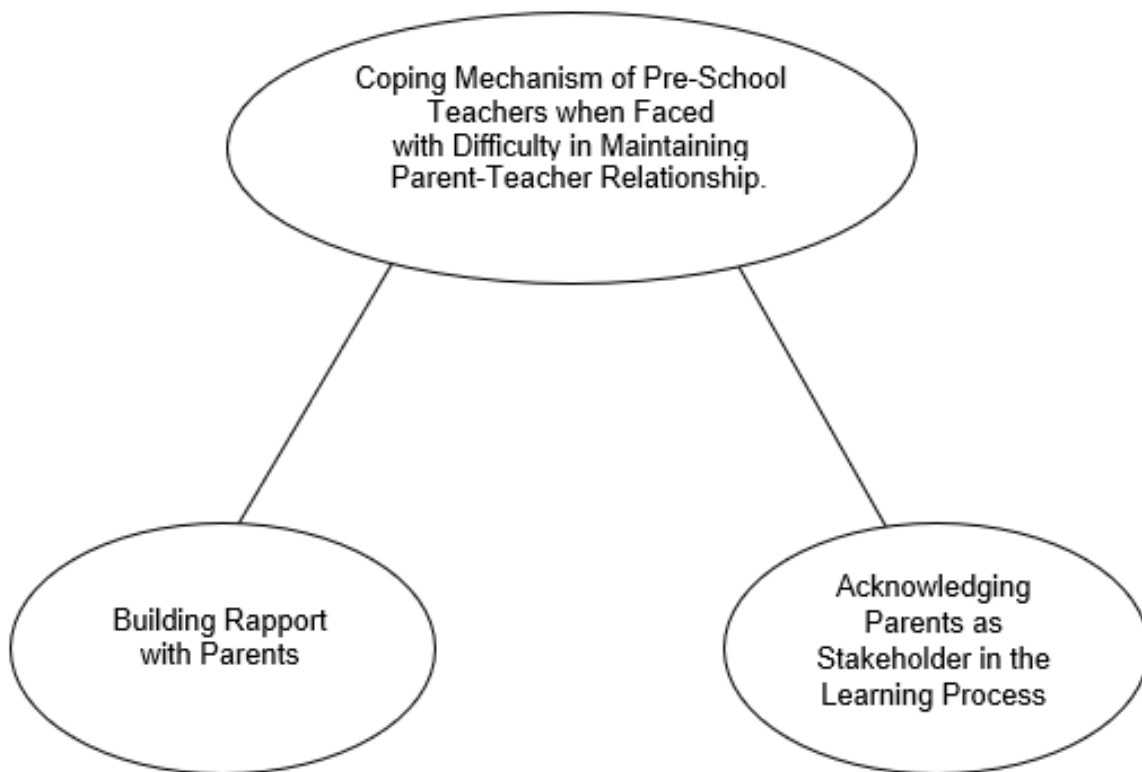 Coping Mechanism of Pre-School
Teachers when Faced
with Difficulty in Maintaining
Parent-Teacher Relationship.
Building Rapport
with Parents
Acknowledging
Parents as
Stakeholder in the
Learning Process